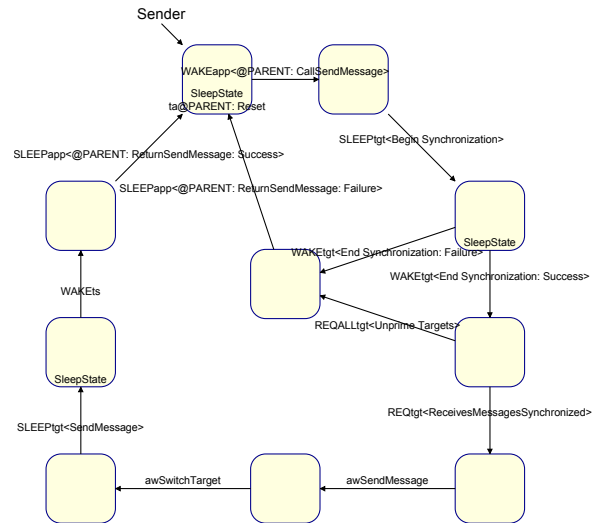 Sender
WAKEapp<@PARENT: CallSendMessage>
SleepState
ta@PARENT: Reset
SLEEPtgt<Begin Synchronization>
SLEEPapp<@PARENT: ReturnSendMessage: Success>
SLEEPapp<@PARENT: ReturnSendMessage: Failure>
SleepState
WAKEtgt<End Synchronization: Failure>
WAKEtgt<End Synchronization: Success>
WAKEts
REQALLtgt<Unprime Targets>
SleepState
REQtgt<ReceivesMessagesSynchronized>
SLEEPtgt<SendMessage>
awSwitchTarget
awSendMessage